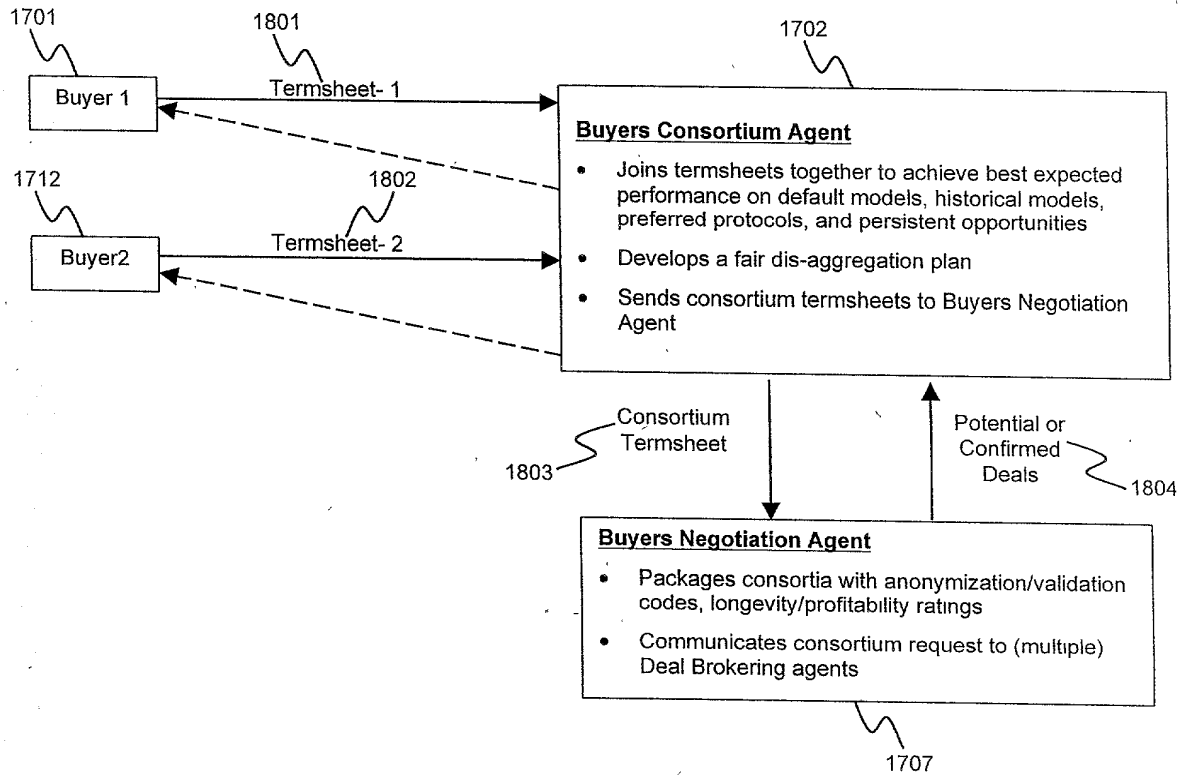 1701
1801
1702
Buyer 1
Termsheet- 1
Buyers Consortium Agent
• Joins termsheets together to achieve best expected
performance on default models, historical models,
preferred protocols, and persistent opportunities
1712
1802
Buyer2
Termsheet- 2
• Develops a fair dis-aggregation plan
• Sends consortium termsheets to Buyers Negotiation
Agent
Consortium
Termsheet
1803
Potential or
Confirmed
Deals
1804
Buyers Negotiation Agent
• Packages consortia with anonymization/validation
codes, longevity/profitability ratings
• Communicates consortium request to (multiple)
Deal Brokering agents
1707